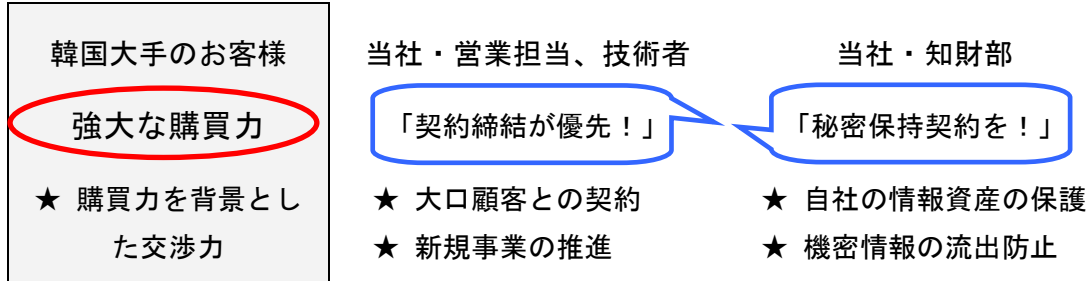 韓国大手のお客様
強大な購買力
★ 購買力を背景とし
た交渉力
当社・営業担当、技術者
「契約締結が優先！」
★ 大口顧客との契約
★ 新規事業の推進
当社・知財部
「秘密保持契約を！」
★ 自社の情報資産の保護
★ 機密情報の流出防止